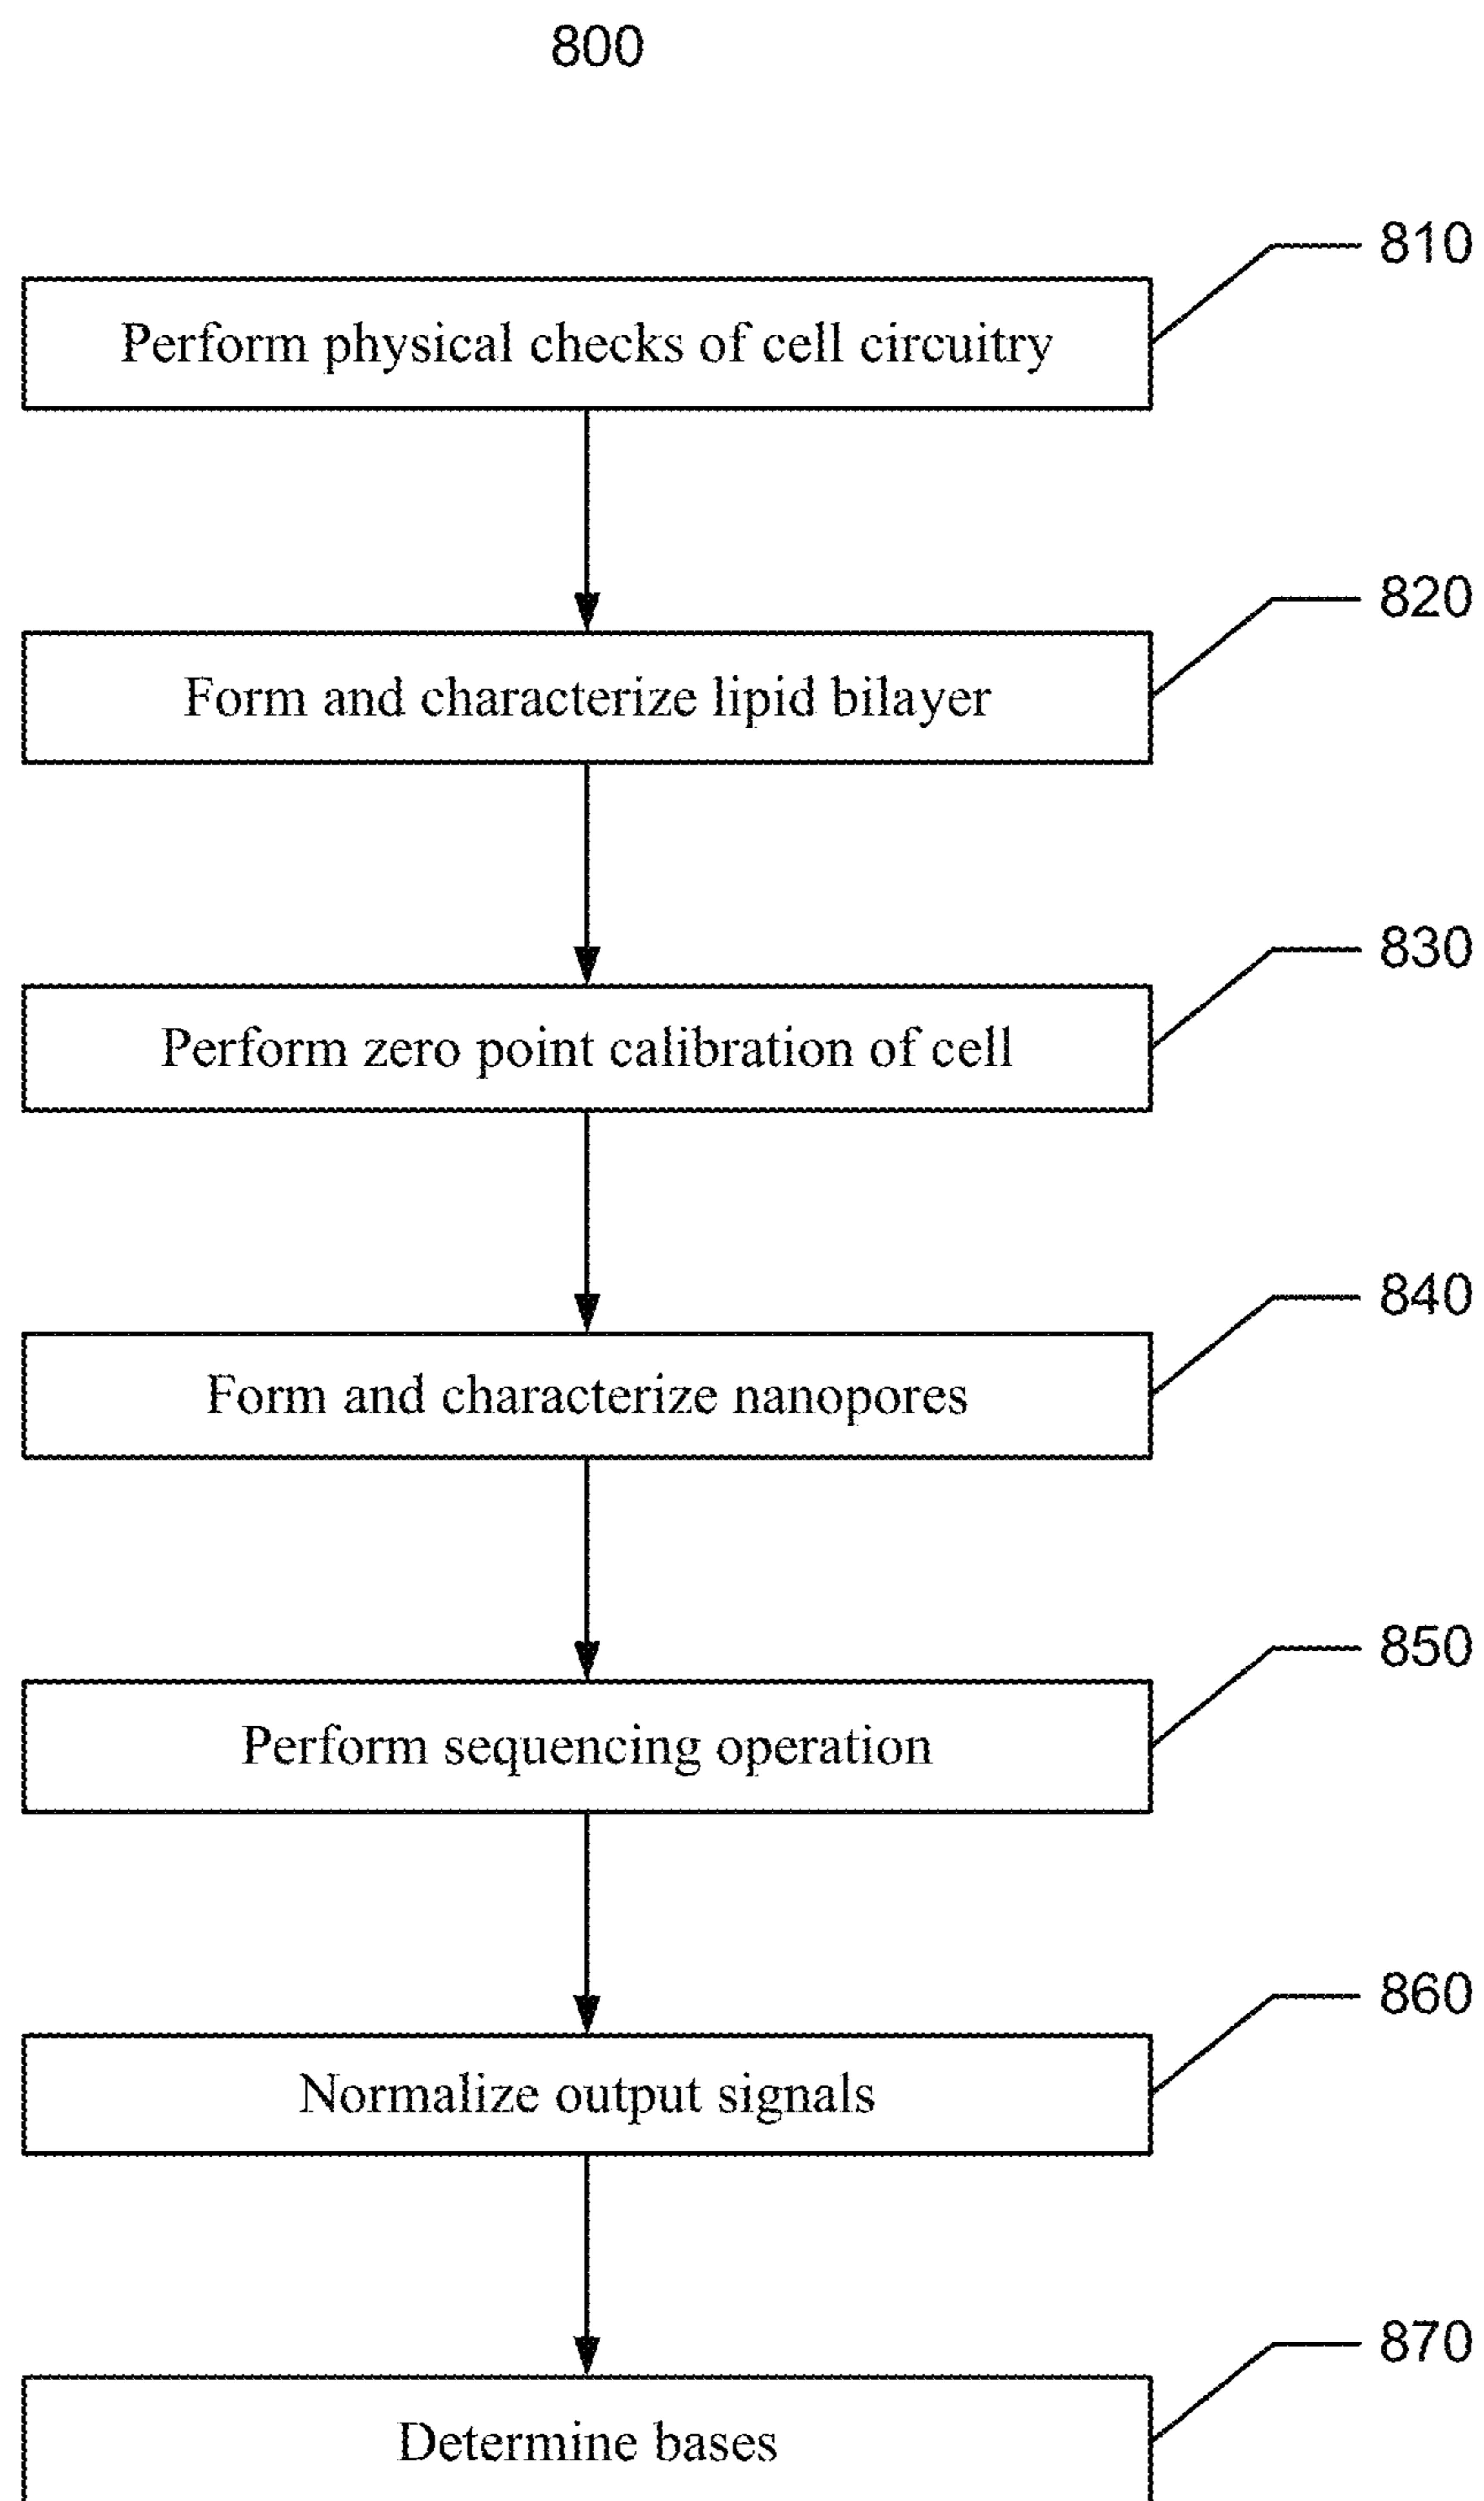 800
810
Perform physical checks of cell circuitry
820
Form and characterize lipid bilayer
830
Perform zero point calibration of cell
840
Form and characterize nanopores
850
Perform sequencing operation
860
Normalize output signals
870
Determine bases